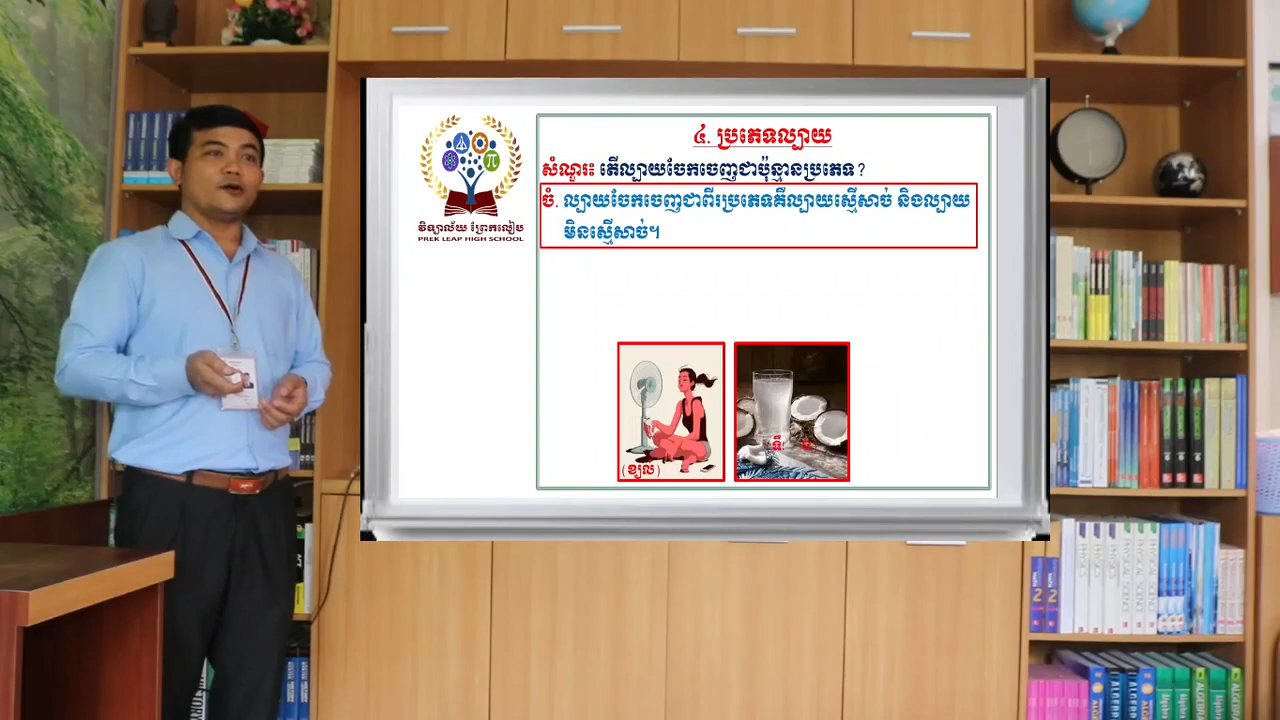 ៤. ប្រភេទល្បាយ
សំណួរ៖ តើល្បាយចែកចេញជាប៉ុន្មានប្រភេទ?
ចំ. ល្បាយចែកចេញជាពីរប្រភេទគឺល្បាយស្មើសាច់ និងល្បាយ
មិនស្មើសាច់។
វិទ្យាល័យ ព្រែកលៀប
PREK LEAP HIGH SCHOOL
(ខ្យល់)
PHYSICAL SCIENCE
ALGEBRA